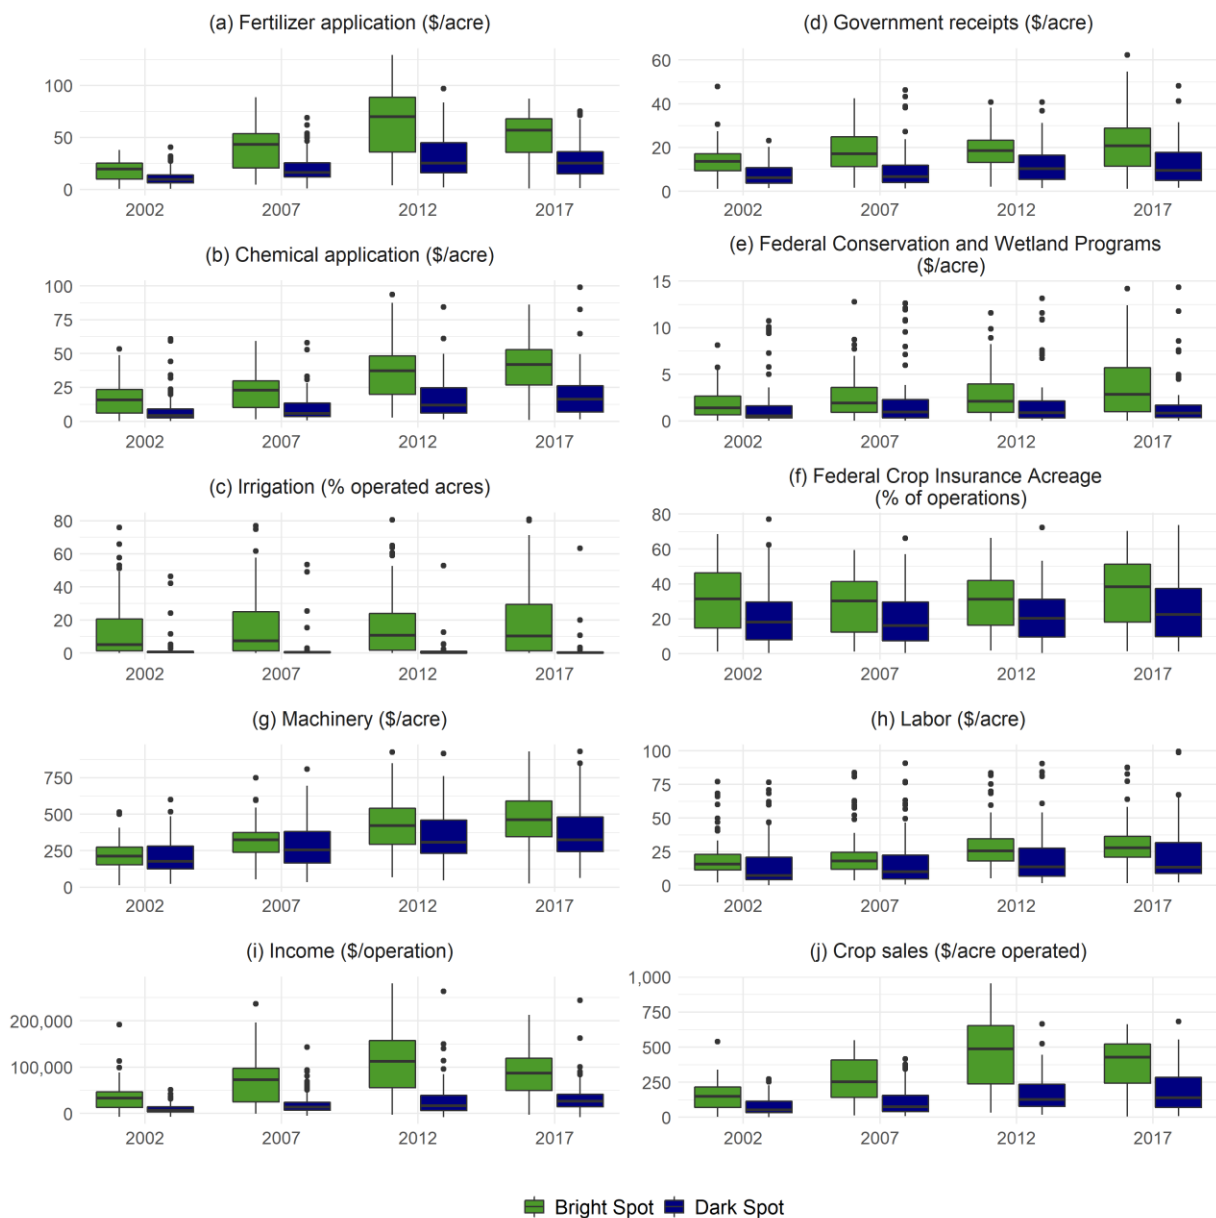 (a) Fertilizer application ($/acre)
100
50
0
2002 2007 2012 2017
(d) Government receipts ($/acre)
60
40
20
0
2002 2007 2012 2017
(b) Chemical application ($/acre)
100
75
50
25
0
2002 2007 2012 2017
(e) Federal Conservation and Wetland Programs
($/acre)
15
10
5
0
2002 2007 2012 2017
(c) Irrigation (% operated acres)
80
60
40
20
0
2002 2007 2012 2017
(f) Federal Crop Insurance Acreage
(% of operations)
80
60
40
20
0
2002 2007 2012 2017
(g) Machinery ($/acre)
750
500
250
0
2002 2007 2012 2017
(h) Labor ($/acre)
100
75
50
25
0
2002 2007 2012 2017
(i) Income ($/operation)
200,000
100,000
0
2002 2007 2012 2017
(j) Crop sales ($/acre operated)
1,000
750
500
250
0
2002 2007 2012 2017
Bright Spot Dark Spot